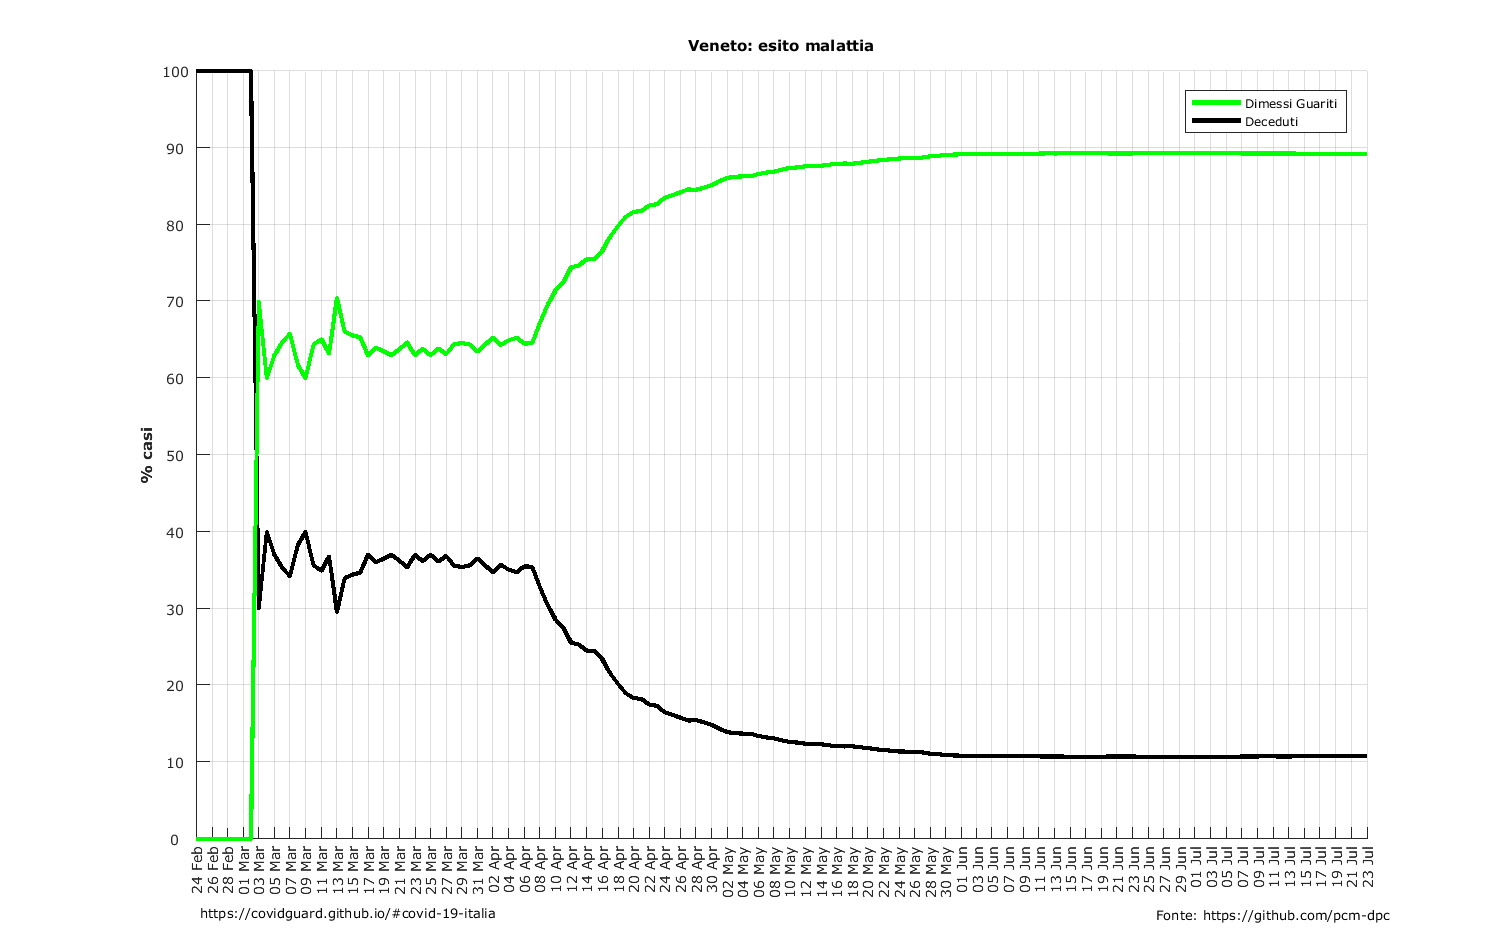 Veneto: esito malattia
Dimessi Guariti
Deceduti
% casi
100
90
80
70
60
50
40
30
20
10
0
24 Feb
26 Feb
28 Feb
01 Mar
03 Mar
05 Mar
07 Mar
09 Mar
11 Mar
13 Mar
15 Mar
17 Mar
19 Mar
21 Mar
23 Mar
25 Mar
27 Mar
29 Mar
31 Mar
02 Apr
04 Apr
06 Apr
08 Apr
10 Apr
12 Apr
14 Apr
16 Apr
18 Apr
20 Apr
22 Apr
24 Apr
26 Apr
28 Apr
30 Apr
02 May
04 May
06 May
08 May
10 May
12 May
14 May
16 May
18 May
20 May
22 May
24 May
26 May
28 May
30 May
01 Jun
03 Jun
05 Jun
07 Jun
09 Jun
11 Jun
13 Jun
15 Jun
17 Jun
19 Jun
21 Jun
23 Jun
25 Jun
27 Jun
29 Jun
01 Jul
03 Jul
05 Jul
07 Jul
09 Jul
11 Jul
13 Jul
15 Jul
17 Jul
19 Jul
21 Jul
23 Jul
https://covidguard.github.io/#covid-19-italia
Fonte: https://github.com/pcm-dpc